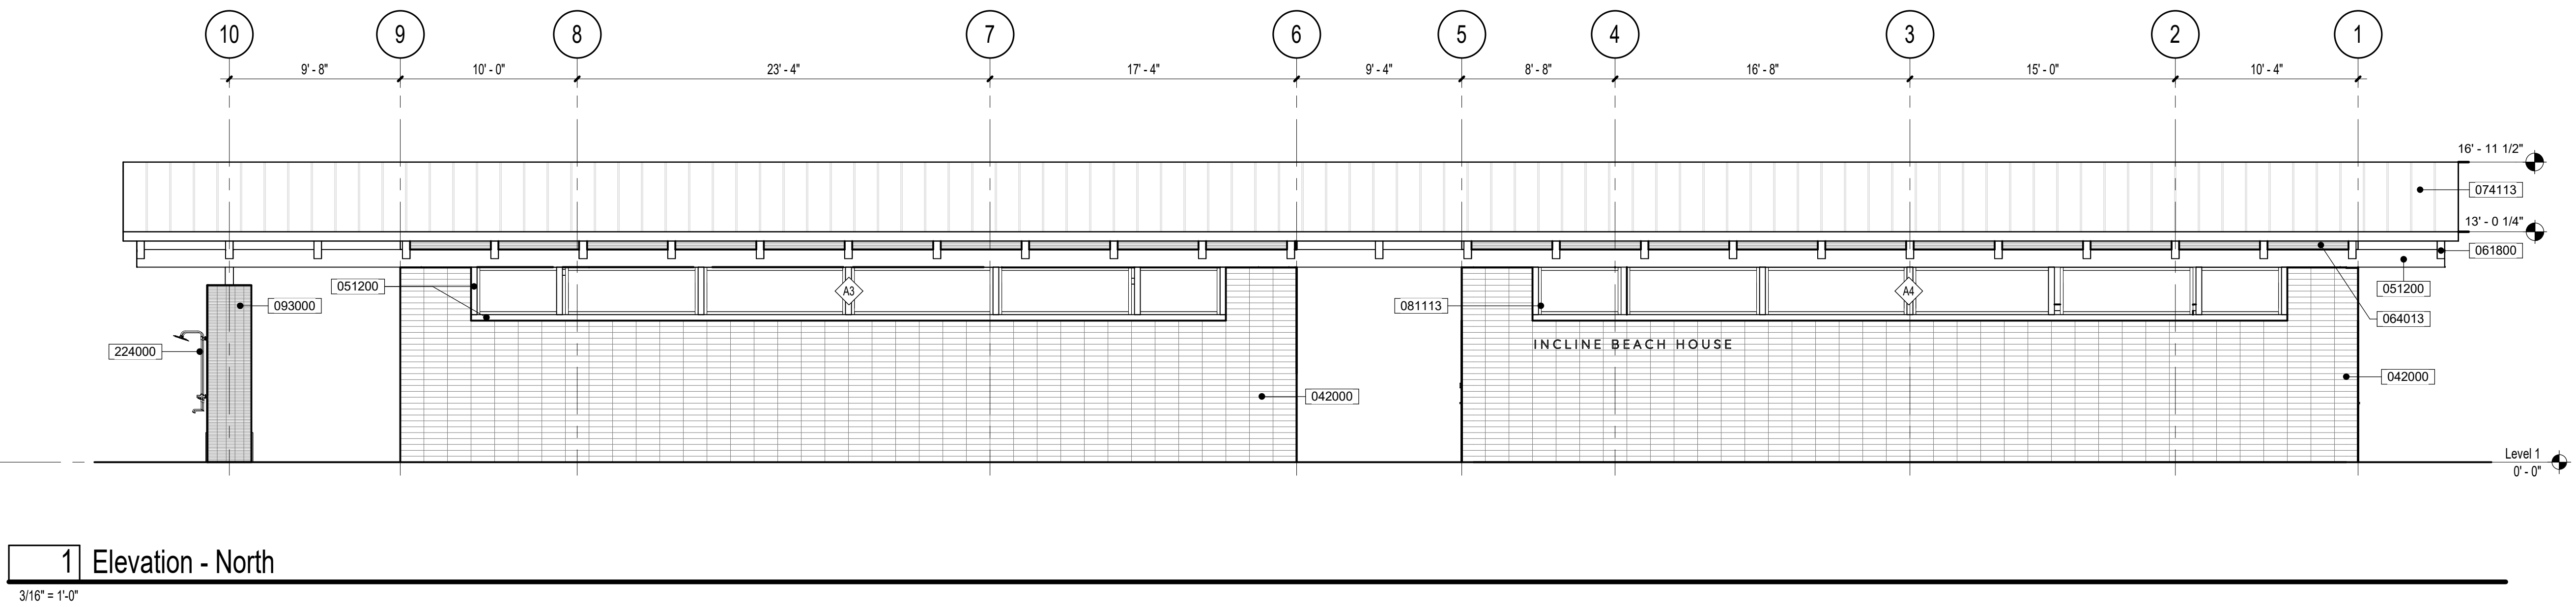 10 9 8 7 6 5 4 3 2 1
9' - 8" 10' - 0" 23' - 4" 17' - 4" 9' - 4" 8' - 8" 16' - 8" 15' - 0" 10' - 4"
16' - 11 1/2"
074113
13' - 0 1/4"
061800
051200
A3
081113
A4
051200
093000
064013
224000
INCLINE BEACH HOUSE
042000
042000
Level 1
0' - 0"
1 Elevation - North
3/16" = 1'-0"